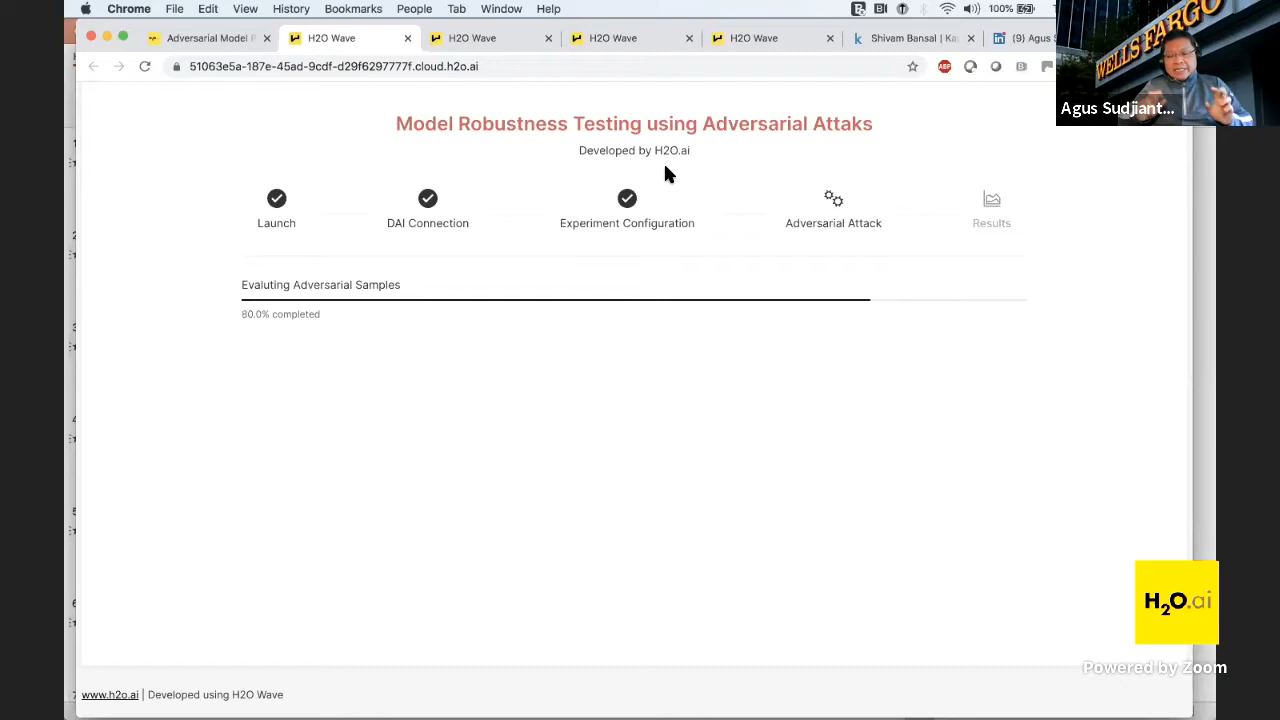 Chrome File Edit View History Bookmarks People Tab Window Help 100%
Adversarial Model R
H2O Wave
H2O Wave
H2O Wave
H2O Wave
Shivam Bansal | Ka
(9) Agus S
51063e5a-187e-45ad-9cdf-d29f6297777f.cloud.h2o.ai
ABP
WELLS FARGO
Agus Sudjiant...
Model Robustness Testing using Adversarial Attaks
Developed by H2O.ai
Launch
DAI Connection
Experiment Configuration
Adversarial Attack
Results
Evaluting Adversarial Samples
80.0% completed
H2O.ai
Powered by Zoom
www.h2o.ai | Developed using H2O Wave